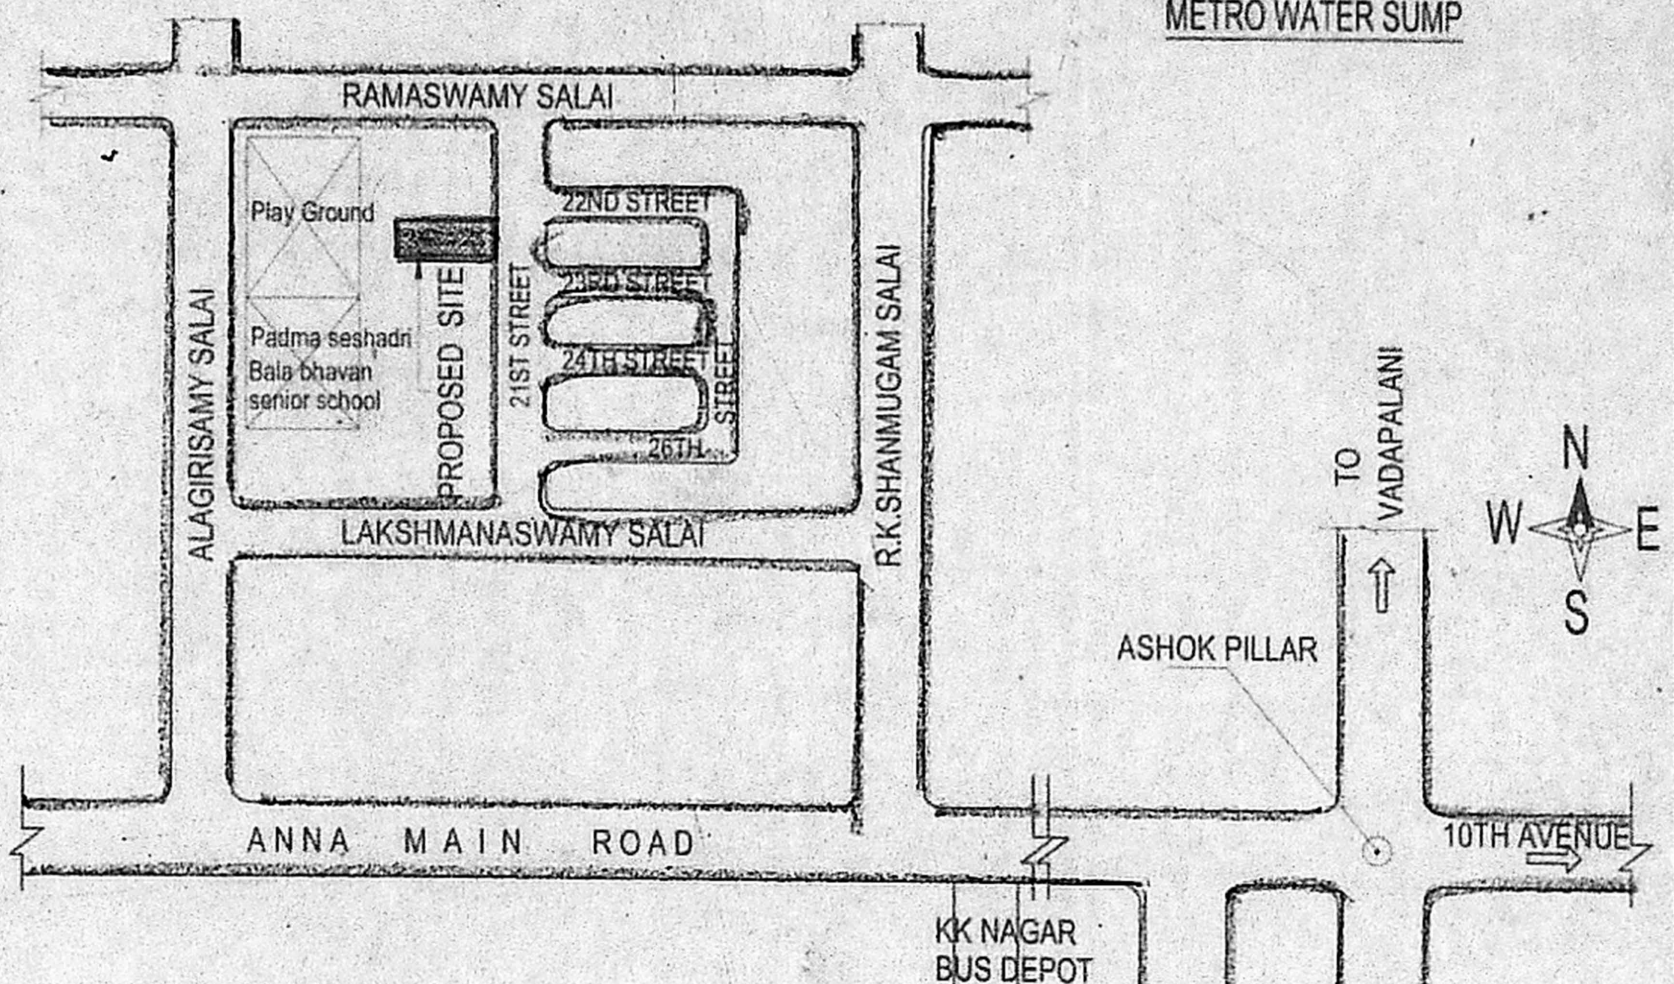 METRO WATER SUMP
RAMASWAMY SALAI
Play Ground
22ND STREET
23RD STREET
24TH STREET
STREET
26TH
21ST STREET
PROPOSED SITE
Padma seshadri
Bala bhavan
senior school
ALAGIRISAMY SALAI
R.K.SHANMUGAM SALAI
LAKSHMANASWAMY SALAI
TO
VADAPALANI
N
W
E
S
ASHOK PILLAR
ANNA MAIN ROAD
10TH AVENUE
KK NAGAR
BUS DEPOT